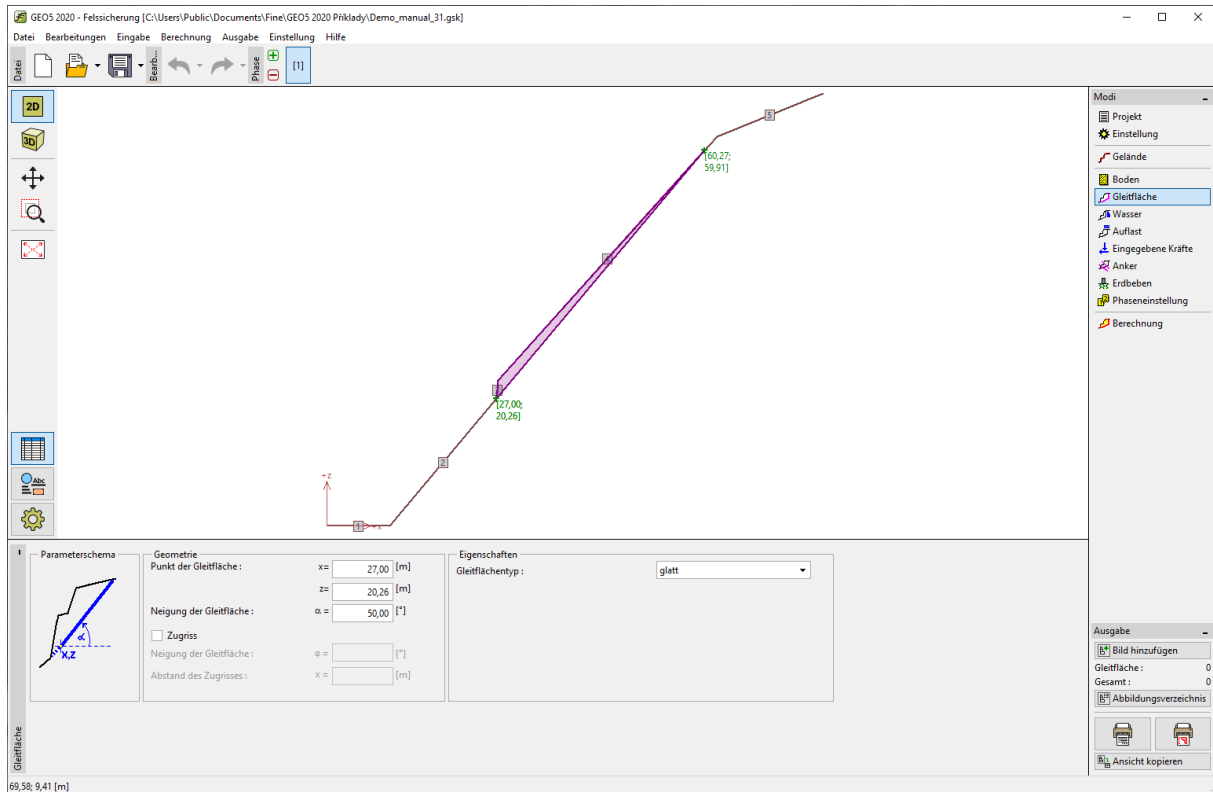 GEO5 2020 - Felssicherung [C:\Users\Public\Documents\Fine\GEO5 2020 Příklady\Demo_manual_31.gsk]
Datei Bearbeitungen Eingabe Berechnung Ausgabe Einstellung Hilfe
Datei
Bearb...
Phase
[1]
2D
3D
Abc
5
[60,27;
59,91]
4
3
[27,00;
20,26]
2
+z
1
+x
Modi
Projekt
Einstellung
Gelände
Boden
Gleitfläche
Wasser
Auflast
Eingegebene Kräfte
Anker
Erdbeben
Phaseneinstellung
Berechnung
Gleitfläche
Parameterschema
α
x,z
Geometrie
Punkt der Gleitfläche : x= 27,00 [m]
z= 20,26 [m]
Neigung der Gleitfläche : α = 50,00 [°]
Zugriss
Neigung der Gleitfläche : φ = [°]
Abstand des Zugrisses : x = [m]
Eigenschaften
Gleitflächentyp : glatt
Ausgabe
Bild hinzufügen
Gleitfläche : 0
Gesamt : 0
Abbildungsverzeichnis
Ansicht kopieren
69,58; 9,41 [m]